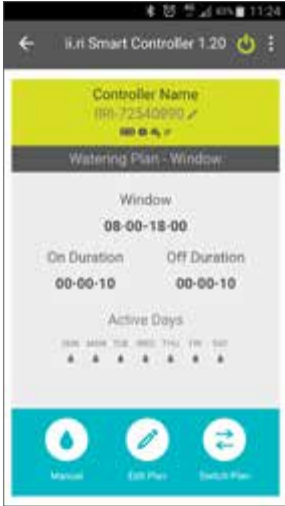 11:24
ii.ri Smart Controller 1.20
Controller Name
IRRI-72540990
Watering Plan - Window
Window
08-00-18-00
On Duration Off Duration
00-00-10 00-00-10
Active Days
SUN MON TUE WED THU FRI SAT
Manual Edit Plan Switch Plan